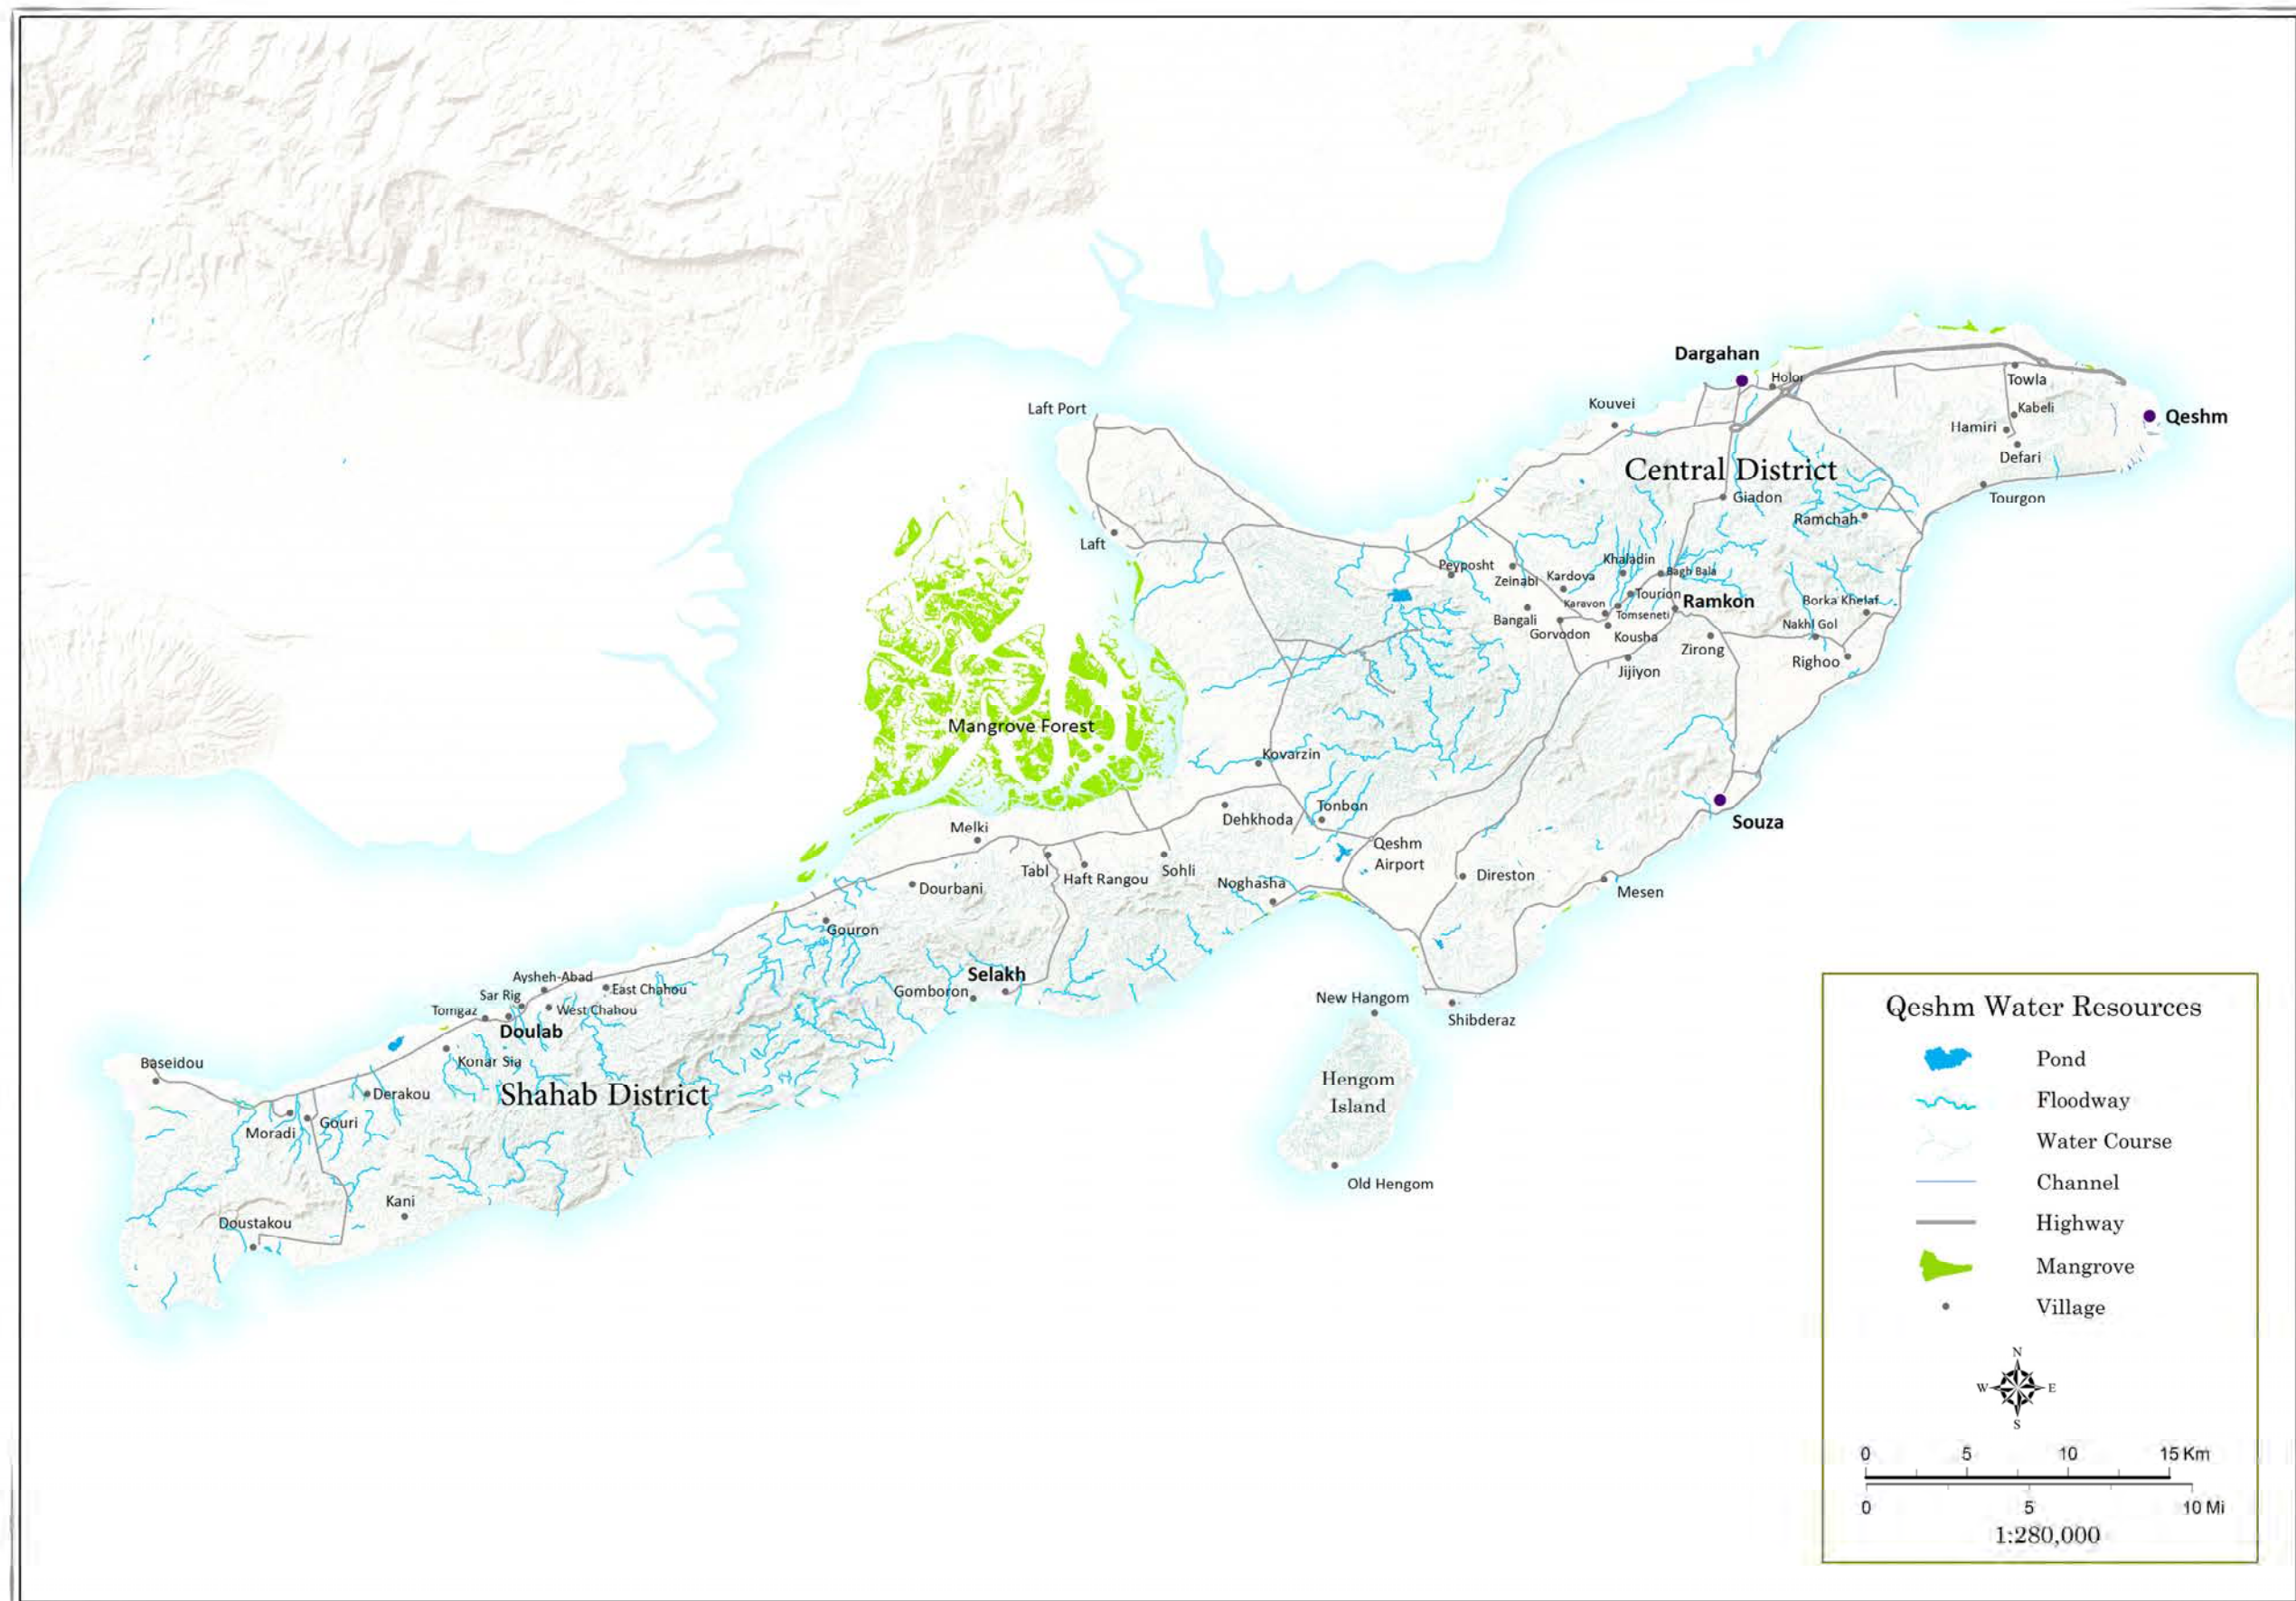 Dargahan
Holor
Towla
Laft Port
Kouvei
Kabeli
Qeshm
Hamiri
Defari
Central District
Giadon
Tourgon
Ramchah
Laft
Khaladin
Peyposht
Zeinabi
Kardova
Bagh Bala
Tourion
Ramkon
Karavon
Borka Khelaf
Bangali
Tomseneti
Nakhl Gol
Gorvodon
Kousha
Zirong
Righoo
Jijiyon
Mangrove Forest
Kovarzin
Tonbon
Dehkhoda
Souza
Melki
Qeshm
Airport
Tabl
Haft Rangou
Sohli
Direston
Noghasha
Dourbani
Mesen
Gouron
Selakh
Aysheh-Abad
East Chahou
Gomboron
Sar Rig
New Hangom
Tomgaz
West Chahou
Shibderaz
Doulab
Baseidou
Konar Sia
Hengom
Island
Derakou
Shahab District
Gouri
Moradi
Old Hengom
Kani
Doustakou
Qeshm Water Resources
Pond
Floodway
Water Course
Channel
Highway
Mangrove
Village
N
W E
S
0 5 10 15 Km
0 5 10 Mi
1:280,000